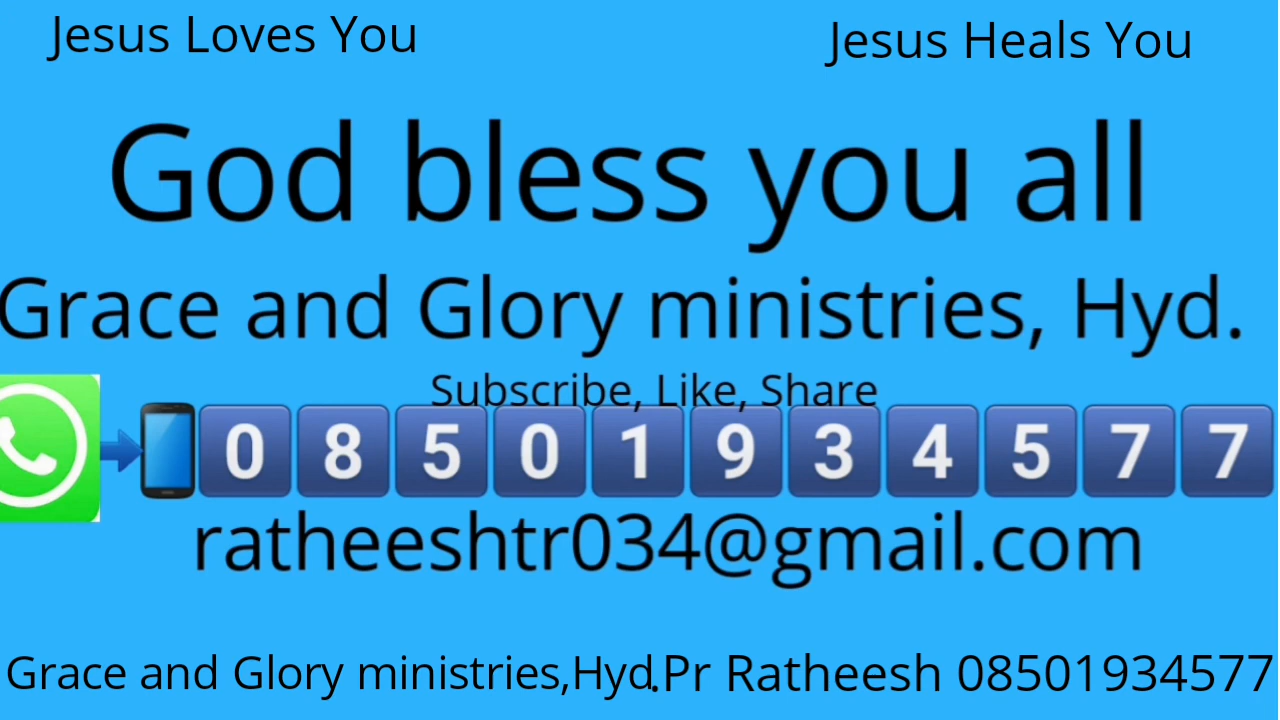 Jesus Loves You
Jesus Heals You
God bless you all
Grace and Glory ministries, Hyd.
Subscribe, Like, Share
08501934577
ratheeshtr034@gmail.com
Grace and Glory ministries,Hyd.Pr Ratheesh 08501934577